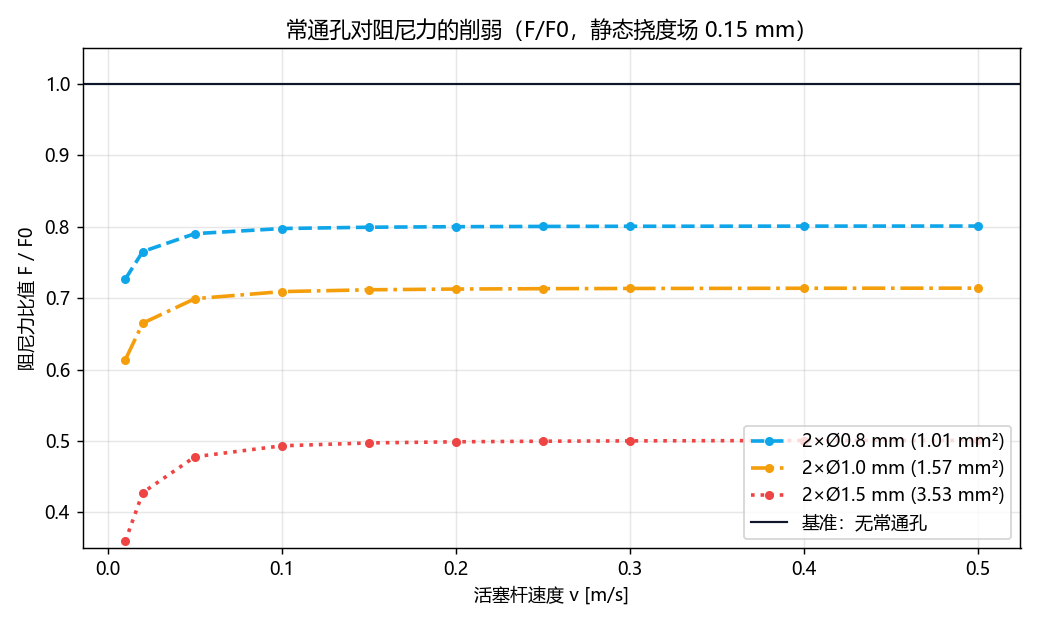 常通孔对阻尼力的削弱（F/F0，静态挠度场 0.15 mm）
阻尼力比值 F / F0
1.0
0.9
0.8
0.7
0.6
0.5
0.4
2×Ø0.8 mm (1.01 mm²)
2×Ø1.0 mm (1.57 mm²)
2×Ø1.5 mm (3.53 mm²)
基准：无常通孔
0.0 0.1 0.2 0.3 0.4 0.5
活塞杆速度 v [m/s]